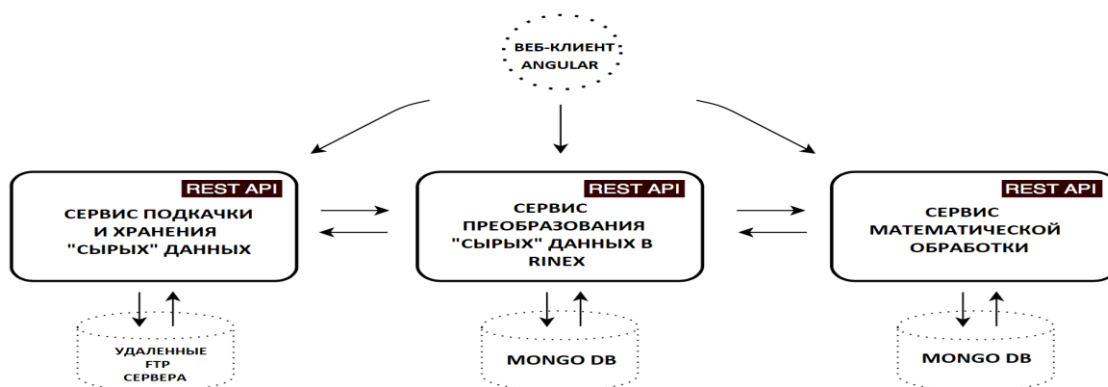 ВЕБ-КЛИЕНТ
ANGULAR
REST API
СЕРВИС ПОДКАЧКИ
И ХРАНЕНИЯ
"СЫРЫХ" ДАННЫХ
REST API
СЕРВИС
ПРЕОБРАЗОВАНИЯ
"СЫРЫХ" ДАННЫХ В
RINEX
REST API
СЕРВИС
МАТЕМАТИЧЕСКОЙ
ОБРАБОТКИ
УДАЛЕННЫЕ
FTP
СЕРВЕРА
MONGO DB
MONGO DB